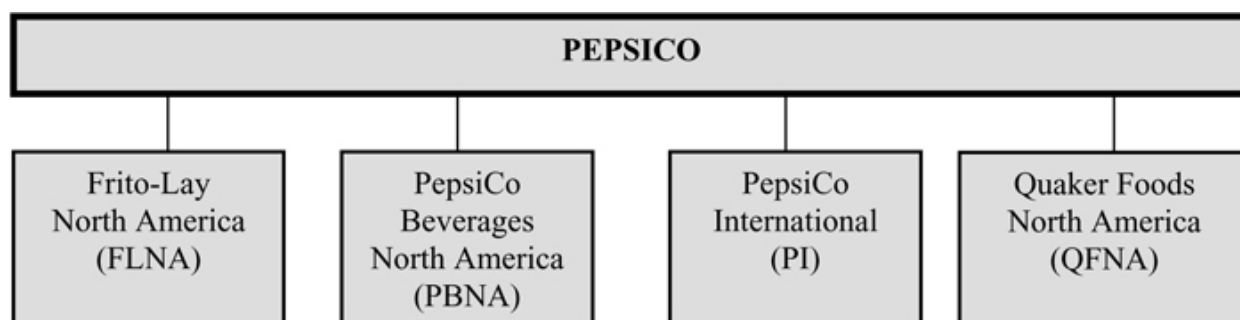 PEPSICO
Frito-Lay
North America
(FLNA)
PepsiCo
Beverages
North America
(PBNA)
PepsiCo
International
(PI)
Quaker Foods
North America
(QFNA)